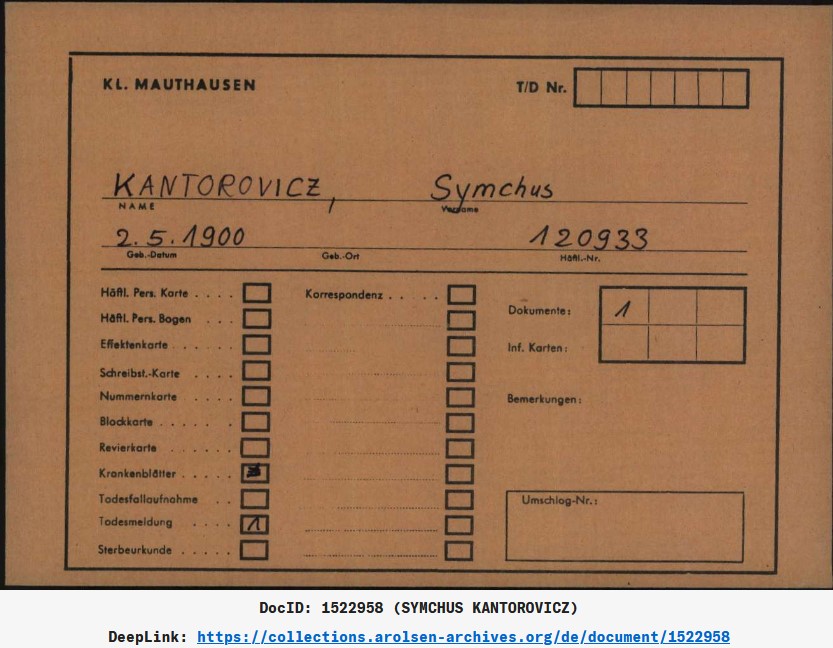 KL. MAUTHAUSEN T/D Nr.
KANTOROVICZ, Symchus
NAME Vorname
2.5.1900 120933
Geb.-Datum Geb.-Ort Häftl.-Nr.
Häftl. Pers. Karte . . . . Korrespondenz . . . . .
Häftl. Pers. Bogen . . .
Dokumente: 1
Effektenkarte . . . . . .
Inf. Karten:
Schreibst.-Karte . . . .
Nummernkarte . . . .
Bemerkungen:
Blockkarte . . . . . .
Revierkarte . . . . . .
Krankenblätter . . . . .
Todesfallaufnahme . .
Umschlag-Nr.:
Todesmeldung . . . . 1
Sterbeurkunde . . . . .
DocID: 1522958 (SYMCHUS KANTOROVICZ)
DeepLink: https://collections.arolsen-archives.org/de/document/1522958